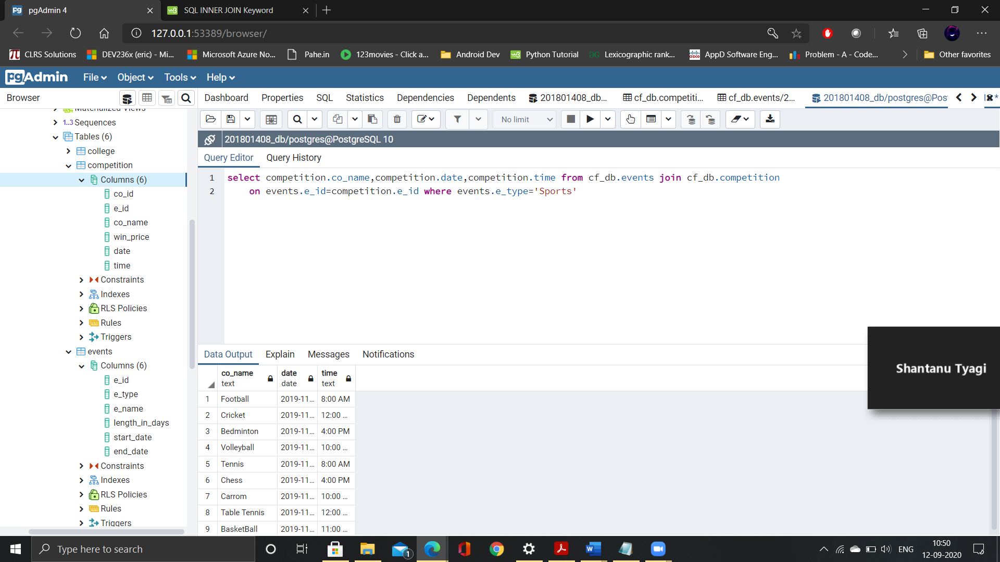 pgAdmin 4
SQL INNER JOIN Keyword
127.0.0.1:53389/browser/
CLRS Solutions
DEV236x (eric) - Mi...
Microsoft Azure No...
Pahe.in
123movies - Click a...
Android Dev
Python Tutorial
Lexicographic rank...
AppD Software Eng...
Problem - A - Code...
Other favorites
pgAdmin
File
Object
Tools
Help
Browser
Dashboard
Properties
SQL
Statistics
Dependencies
Dependents
201801408_db...
cf_db.competiti...
cf_db.events/2...
201801408_db/postgres@Pos
Materialized Views
1..3 Sequences
Tables (6)
college
competition
Columns (6)
co_id
e_id
co_name
win_price
date
time
Constraints
Indexes
RLS Policies
Rules
Triggers
events
Columns (6)
e_id
e_type
e_name
length_in_days
start_date
end_date
Constraints
Indexes
RLS Policies
Rules
Triggers
No limit
201801408_db/postgres@PostgreSQL 10
Query Editor
Query History
1 select competition.co_name,competition.date,competition.time from cf_db.events join cf_db.competition
2 on events.e_id=competition.e_id where events.e_type='Sports'
Data Output
Explain
Messages
Notifications
co_name text
date date
time text
1 Football 2019-11... 8:00 AM
2 Cricket 2019-11... 12:00 ...
3 Bedminton 2019-11... 4:00 PM
4 Volleyball 2019-11... 10:00 ...
5 Tennis 2019-11... 8:00 AM
6 Chess 2019-11... 4:00 PM
7 Carrom 2019-11... 10:00 ...
8 Table Tennis 2019-11... 12:00 ...
9 BasketBall 2019-11... 11:00 ...
Shantanu Tyagi
Type here to search
1
ENG
10:50
12-09-2020